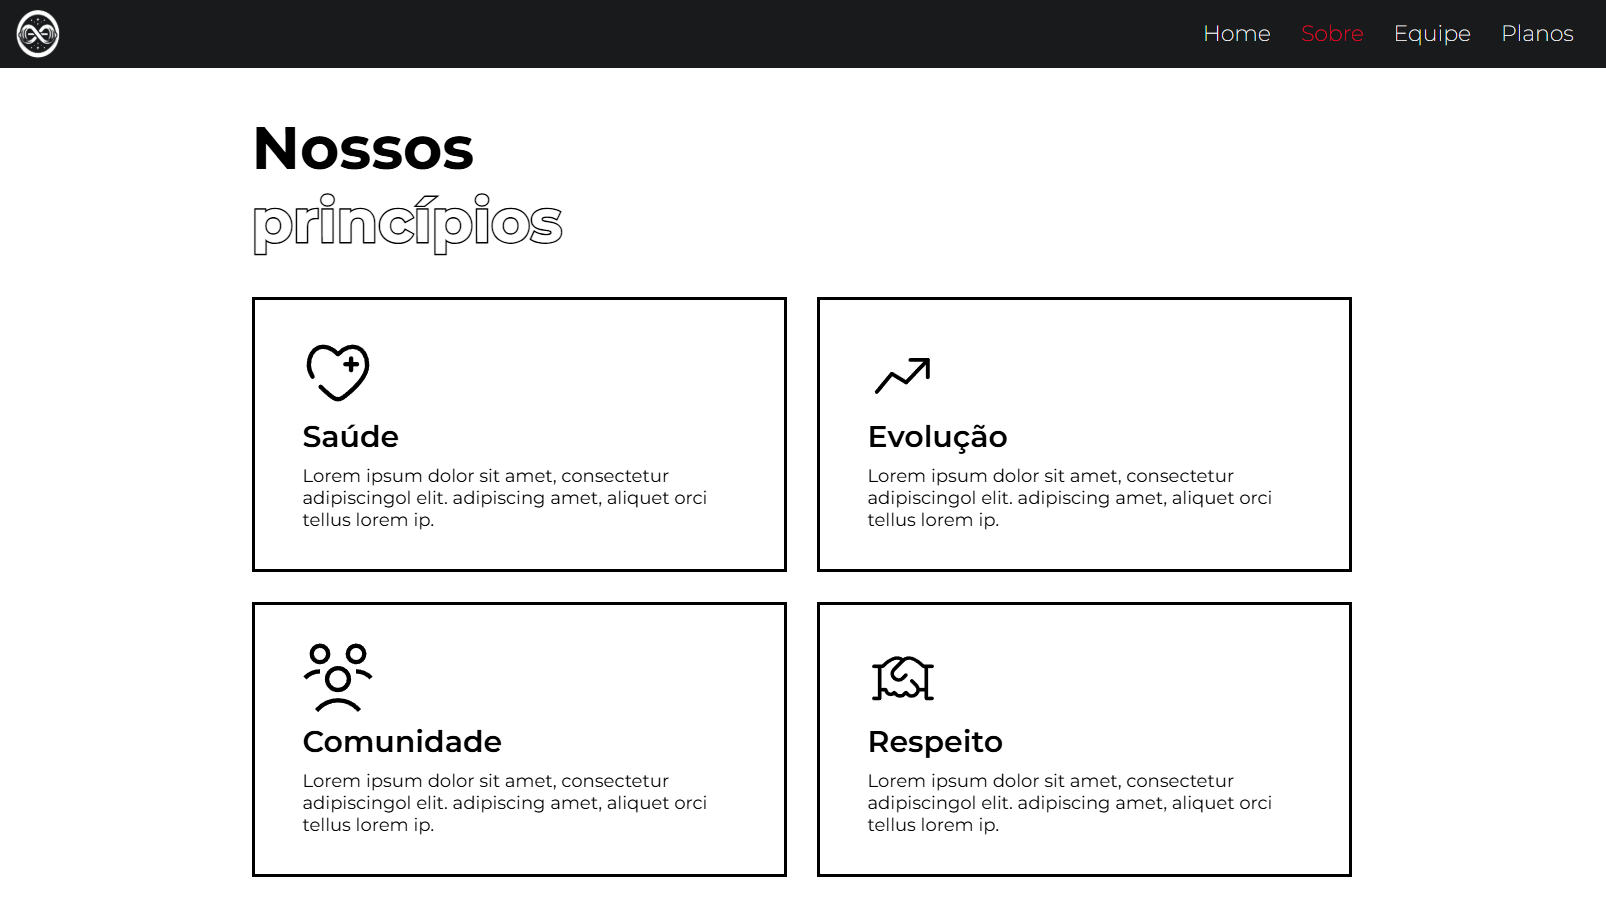 Home Sobre Equipe Planos
Nossos
princípios
Saúde
Lorem ipsum dolor sit amet, consectetur
adipiscingol elit. adipiscing amet, aliquet orci
tellus lorem ip.
Evolução
Lorem ipsum dolor sit amet, consectetur
adipiscingol elit. adipiscing amet, aliquet orci
tellus lorem ip.
Comunidade
Lorem ipsum dolor sit amet, consectetur
adipiscingol elit. adipiscing amet, aliquet orci
tellus lorem ip.
Respeito
Lorem ipsum dolor sit amet, consectetur
adipiscingol elit. adipiscing amet, aliquet orci
tellus lorem ip.